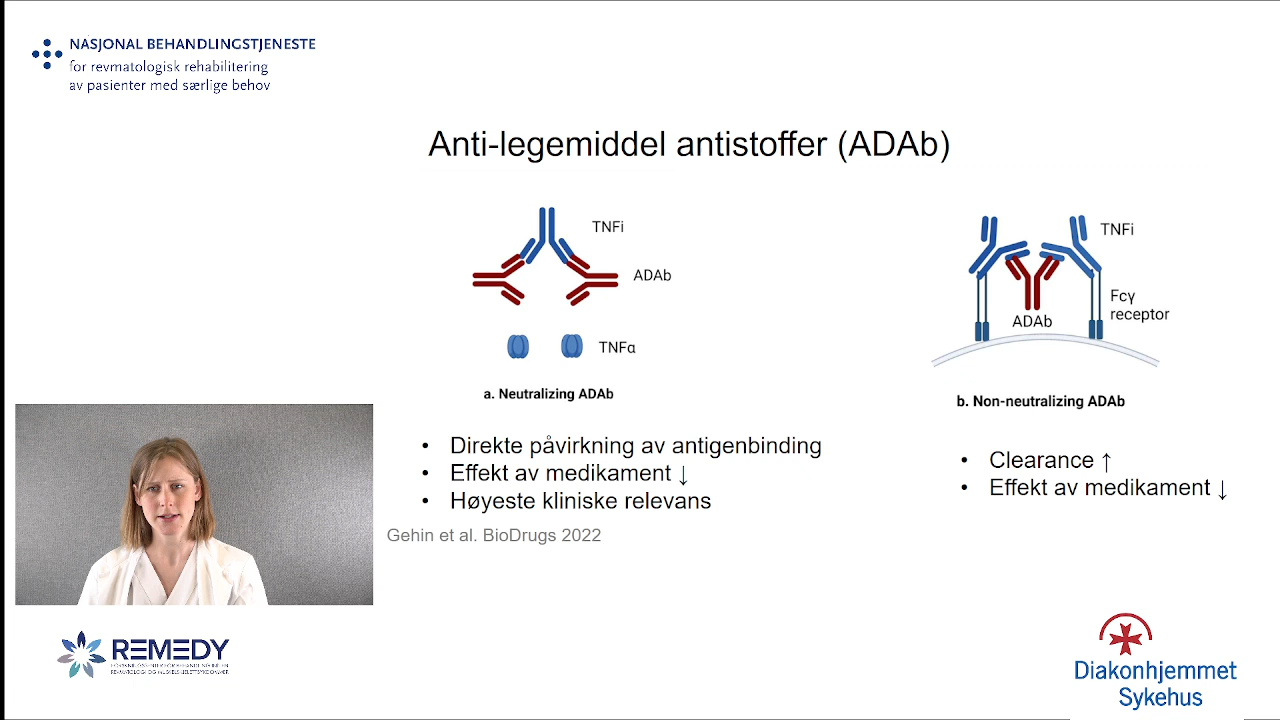 NASJONAL BEHANDLINGSTJENESTE
for revmatologisk rehabilitering
av pasienter med særlige behov
Anti-legemiddel antistoffer (ADAb)
TNFi
ADAb
TNFα
a. Neutralizing ADAb
TNFi
Fcγ
receptor
ADAb
b. Non-neutralizing ADAb
• Direkte påvirkning av antigenbinding
• Effekt av medikament ↓
• Høyeste kliniske relevans
• Clearance ↑
• Effekt av medikament ↓
Gehin et al. BioDrugs 2022
REMEDY
Diakonhjemmet
Sykehus